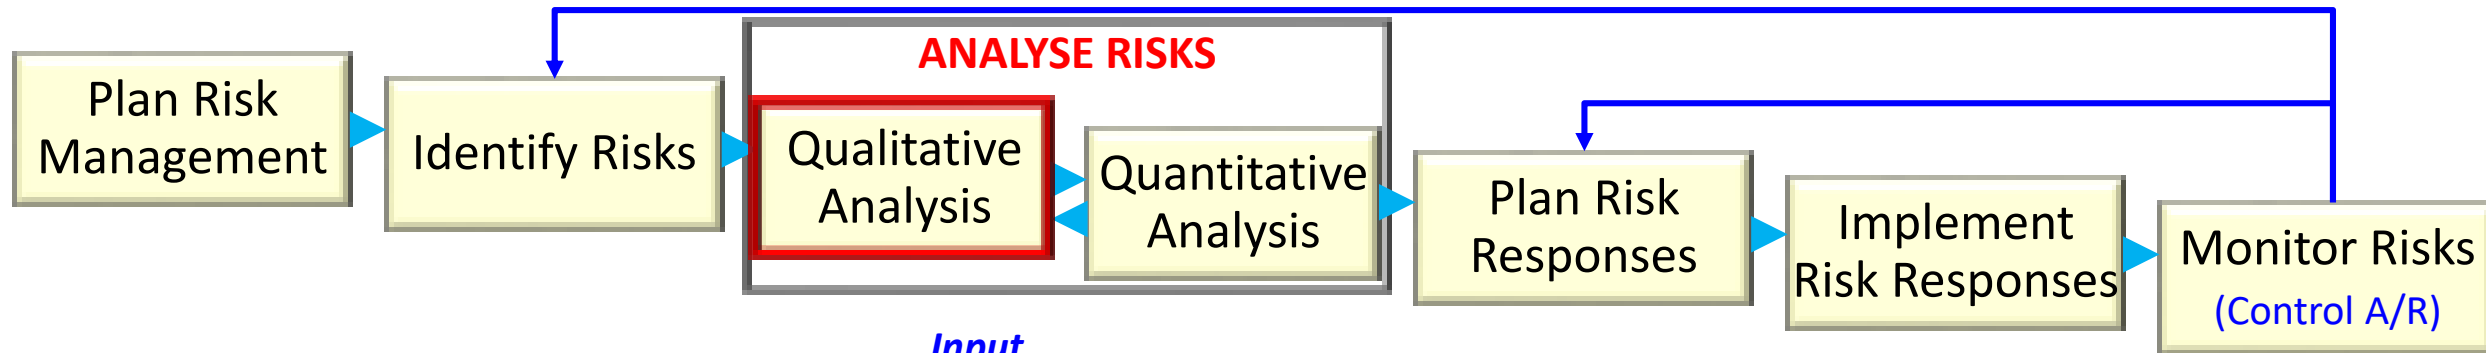 ANALYSE RISKS
Plan Risk
Management
Identify Risks
Qualitative
Analysis
Quantitative
Analysis
Plan Risk
Responses
Implement
Risk Responses
Monitor Risks
(Control A/R)
Input